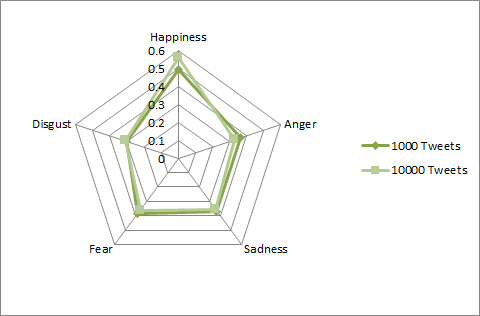 Happiness
0.6
0.5
0.4
0.3
0.2
0.1
0
Disgust
Anger
Fear
Sadness
1000 Tweets
10000 Tweets